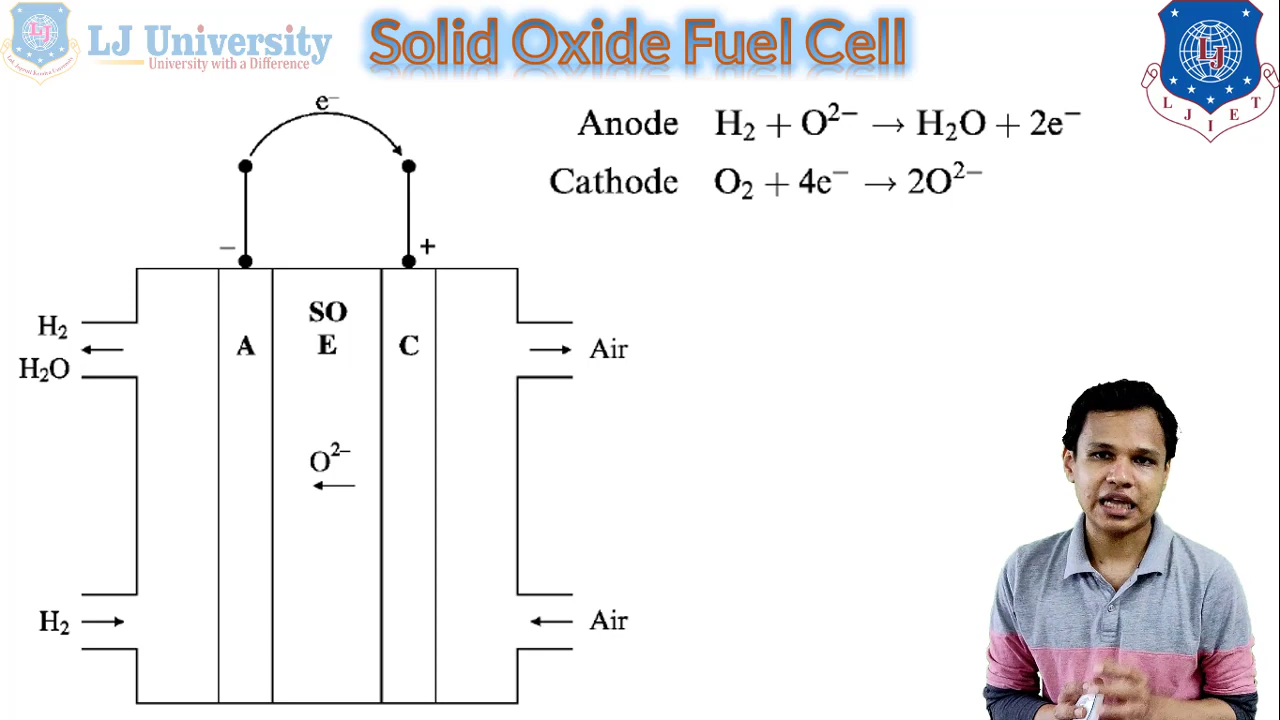 LJ University
University with a Difference
Solid Oxide Fuel Cell
LJ
L J I E T
e⁻
Anode H₂ + O²⁻ → H₂O + 2e⁻
Cathode O₂ + 4e⁻ → 2O²⁻
− +
SO
A E C
H₂
H₂O
Air
O²⁻
H₂ Air